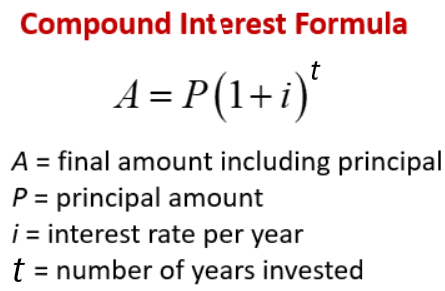 Compound Interest Formula
A = P(1+i)^t
A = final amount including principal
P = principal amount
i = interest rate per year
t = number of years invested